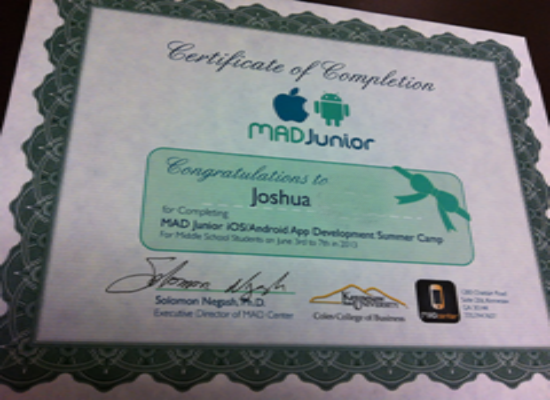 Certificate of Completion
MADJunior
Congratulations to
Joshua
for Completing
MAD Junior iOS/Android App Development Summer Camp
For Middle School Students on June 3rd to 7th in 2013
Solomon Negash
Solomon Negash, Ph.D.
Executive Director of MAD Center
Kennesaw
University
Coles College of Business
MADcenter